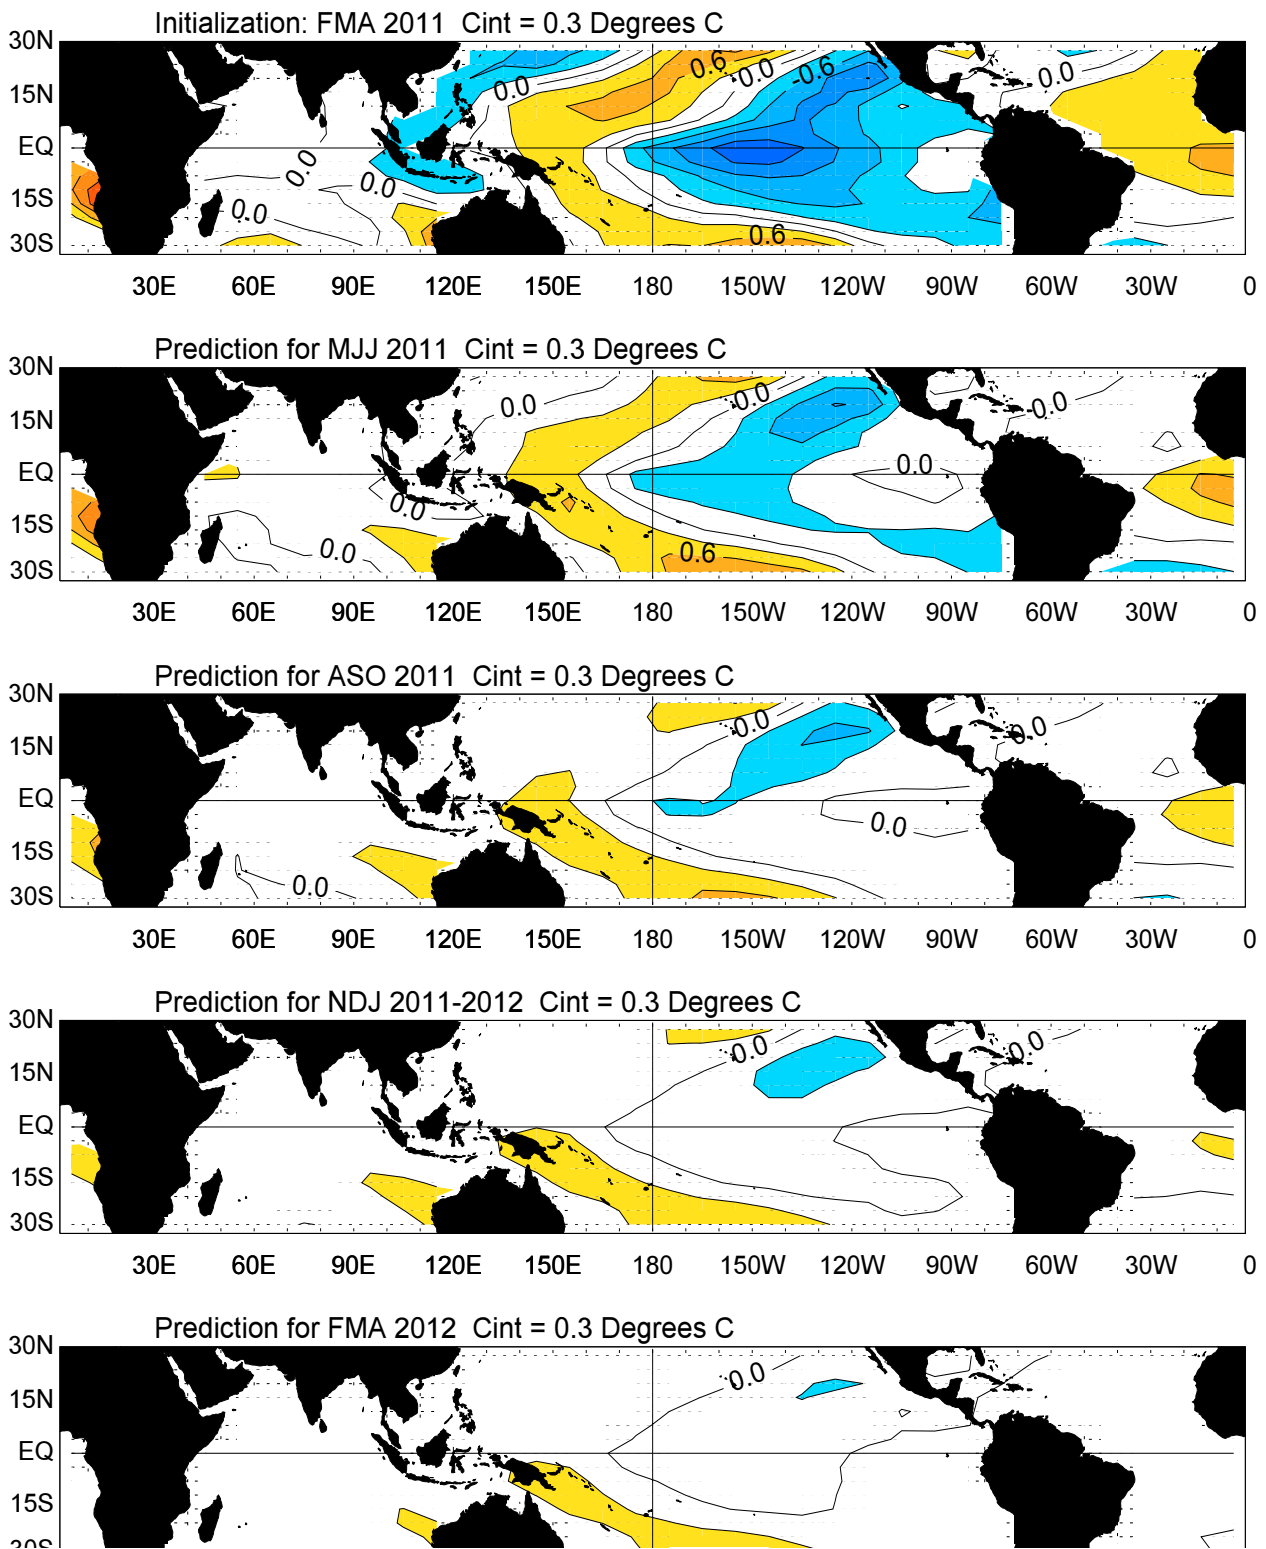 Initialization: FMA 2011 Cint = 0.3 Degrees C
30N
15N
EQ
15S
30S
0.0
0.6
0.0
-0.6
0.0
0.0
0.0
0.0
0.6
30E 60E 90E 120E 150E 180 150W 120W 90W 60W 30W 0
Prediction for MJJ 2011 Cint = 0.3 Degrees C
30N
15N
EQ
15S
30S
0.0
0.0
0.0
0.0
0.0
0.0
0.6
30E 60E 90E 120E 150E 180 150W 120W 90W 60W 30W 0
Prediction for ASO 2011 Cint = 0.3 Degrees C
30N
15N
EQ
15S
30S
0.0
0.0
0.0
0.0
30E 60E 90E 120E 150E 180 150W 120W 90W 60W 30W 0
Prediction for NDJ 2011-2012 Cint = 0.3 Degrees C
30N
15N
EQ
15S
30S
0.0
0.0
30E 60E 90E 120E 150E 180 150W 120W 90W 60W 30W 0
Prediction for FMA 2012 Cint = 0.3 Degrees C
30N
15N
EQ
15S
30S
0.0